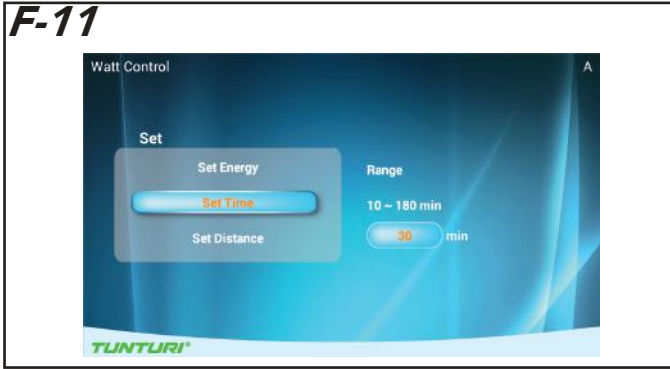 F-11
Watt Control
A
Set
Set Energy
Set Time
Set Distance
Range
10 ~ 180 min
30 min
TUNTURI®